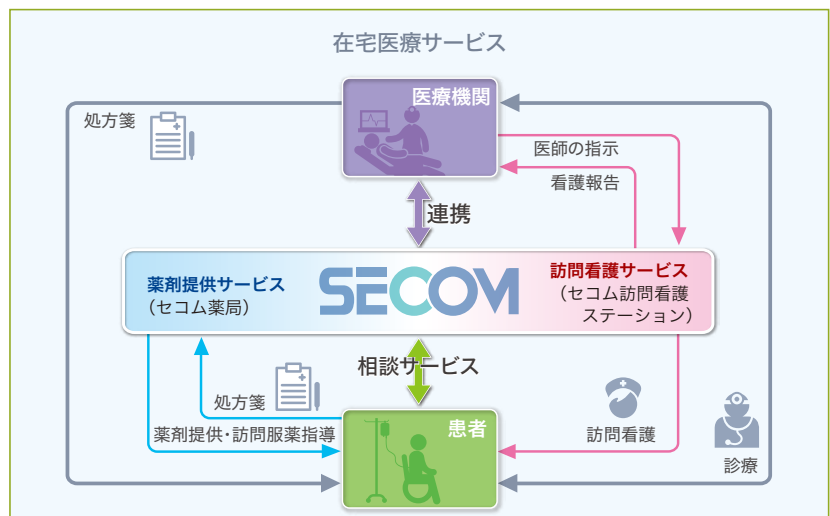 在宅医療サービス
医療機関
処方箋
医師の指示
看護報告
連携
薬剤提供サービス
（セコム薬局）
SECOM
訪問看護サービス
（セコム訪問看護
ステーション）
相談サービス
処方箋
薬剤提供・訪問服薬指導
患者
訪問看護
診療